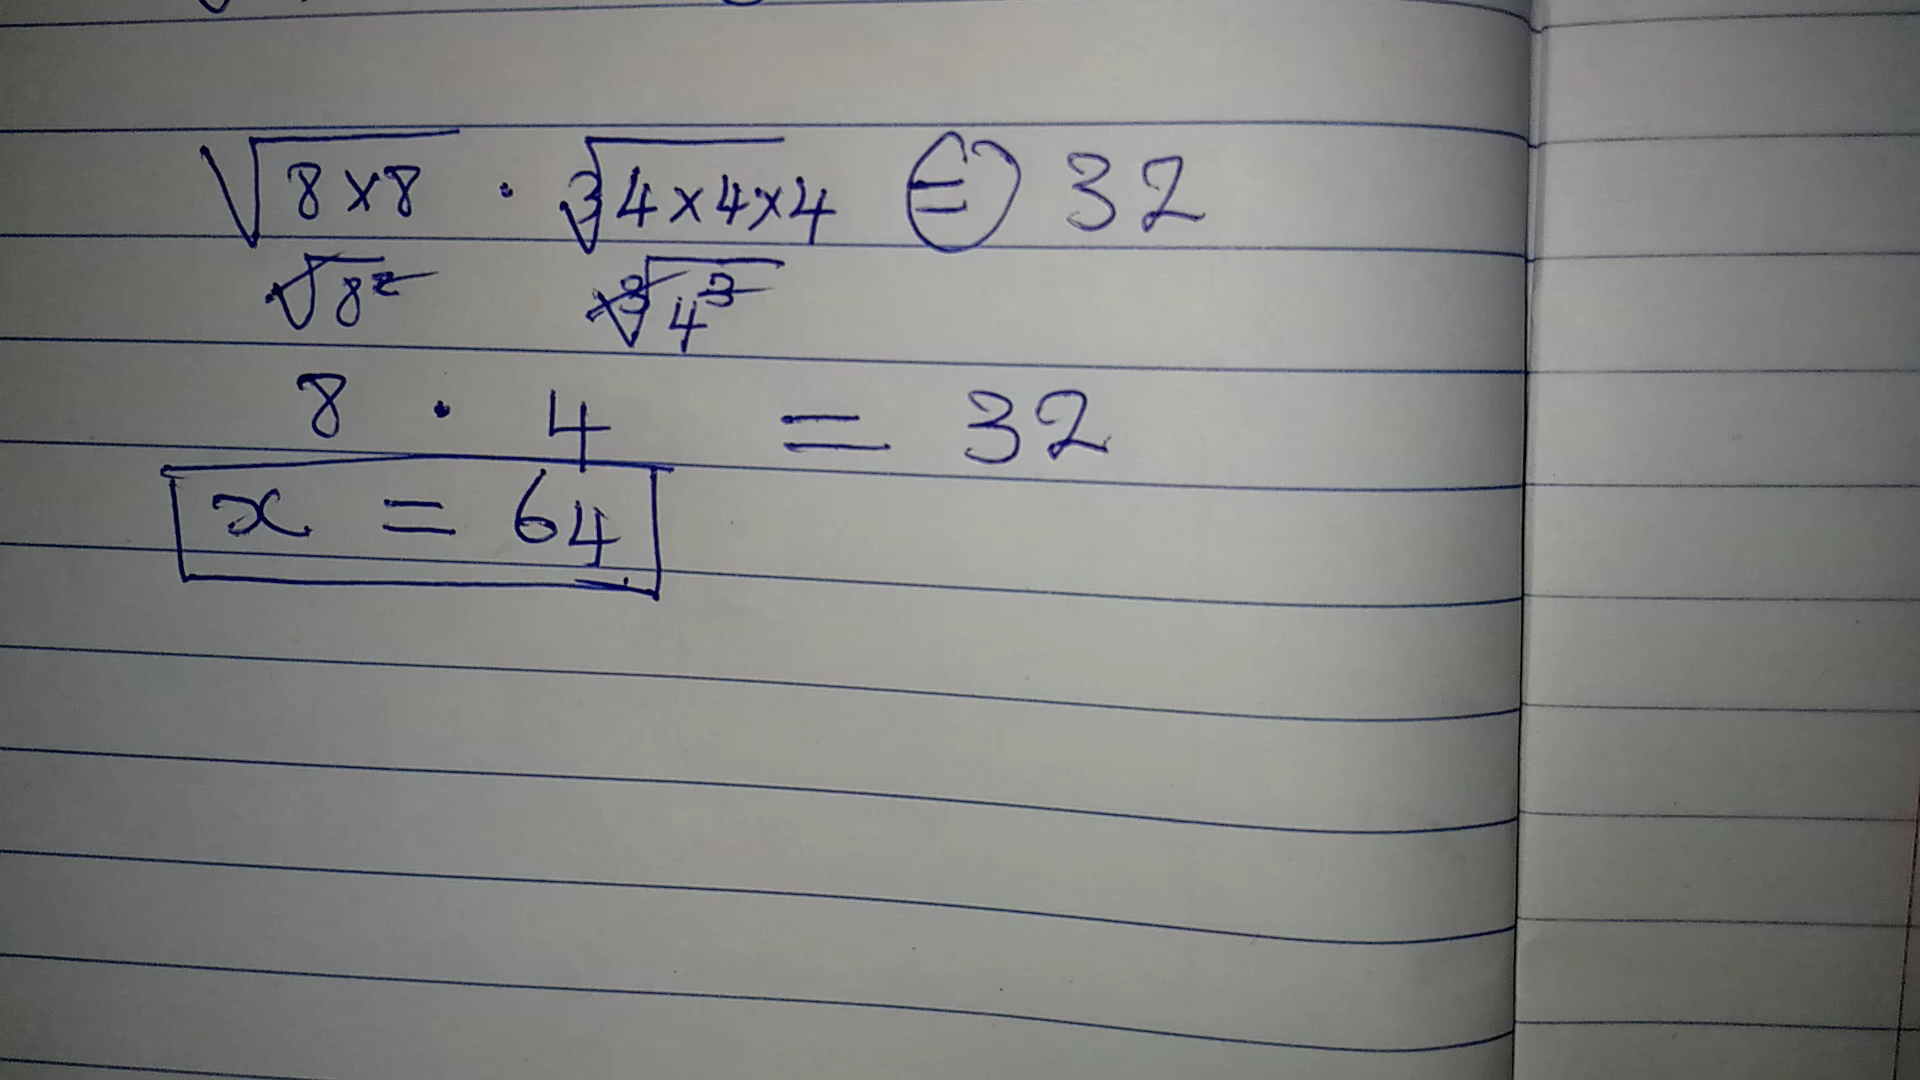 √8×8 · ∛4×4×4 = 32
√8² ∛4³
8 · 4 = 32
x = 64